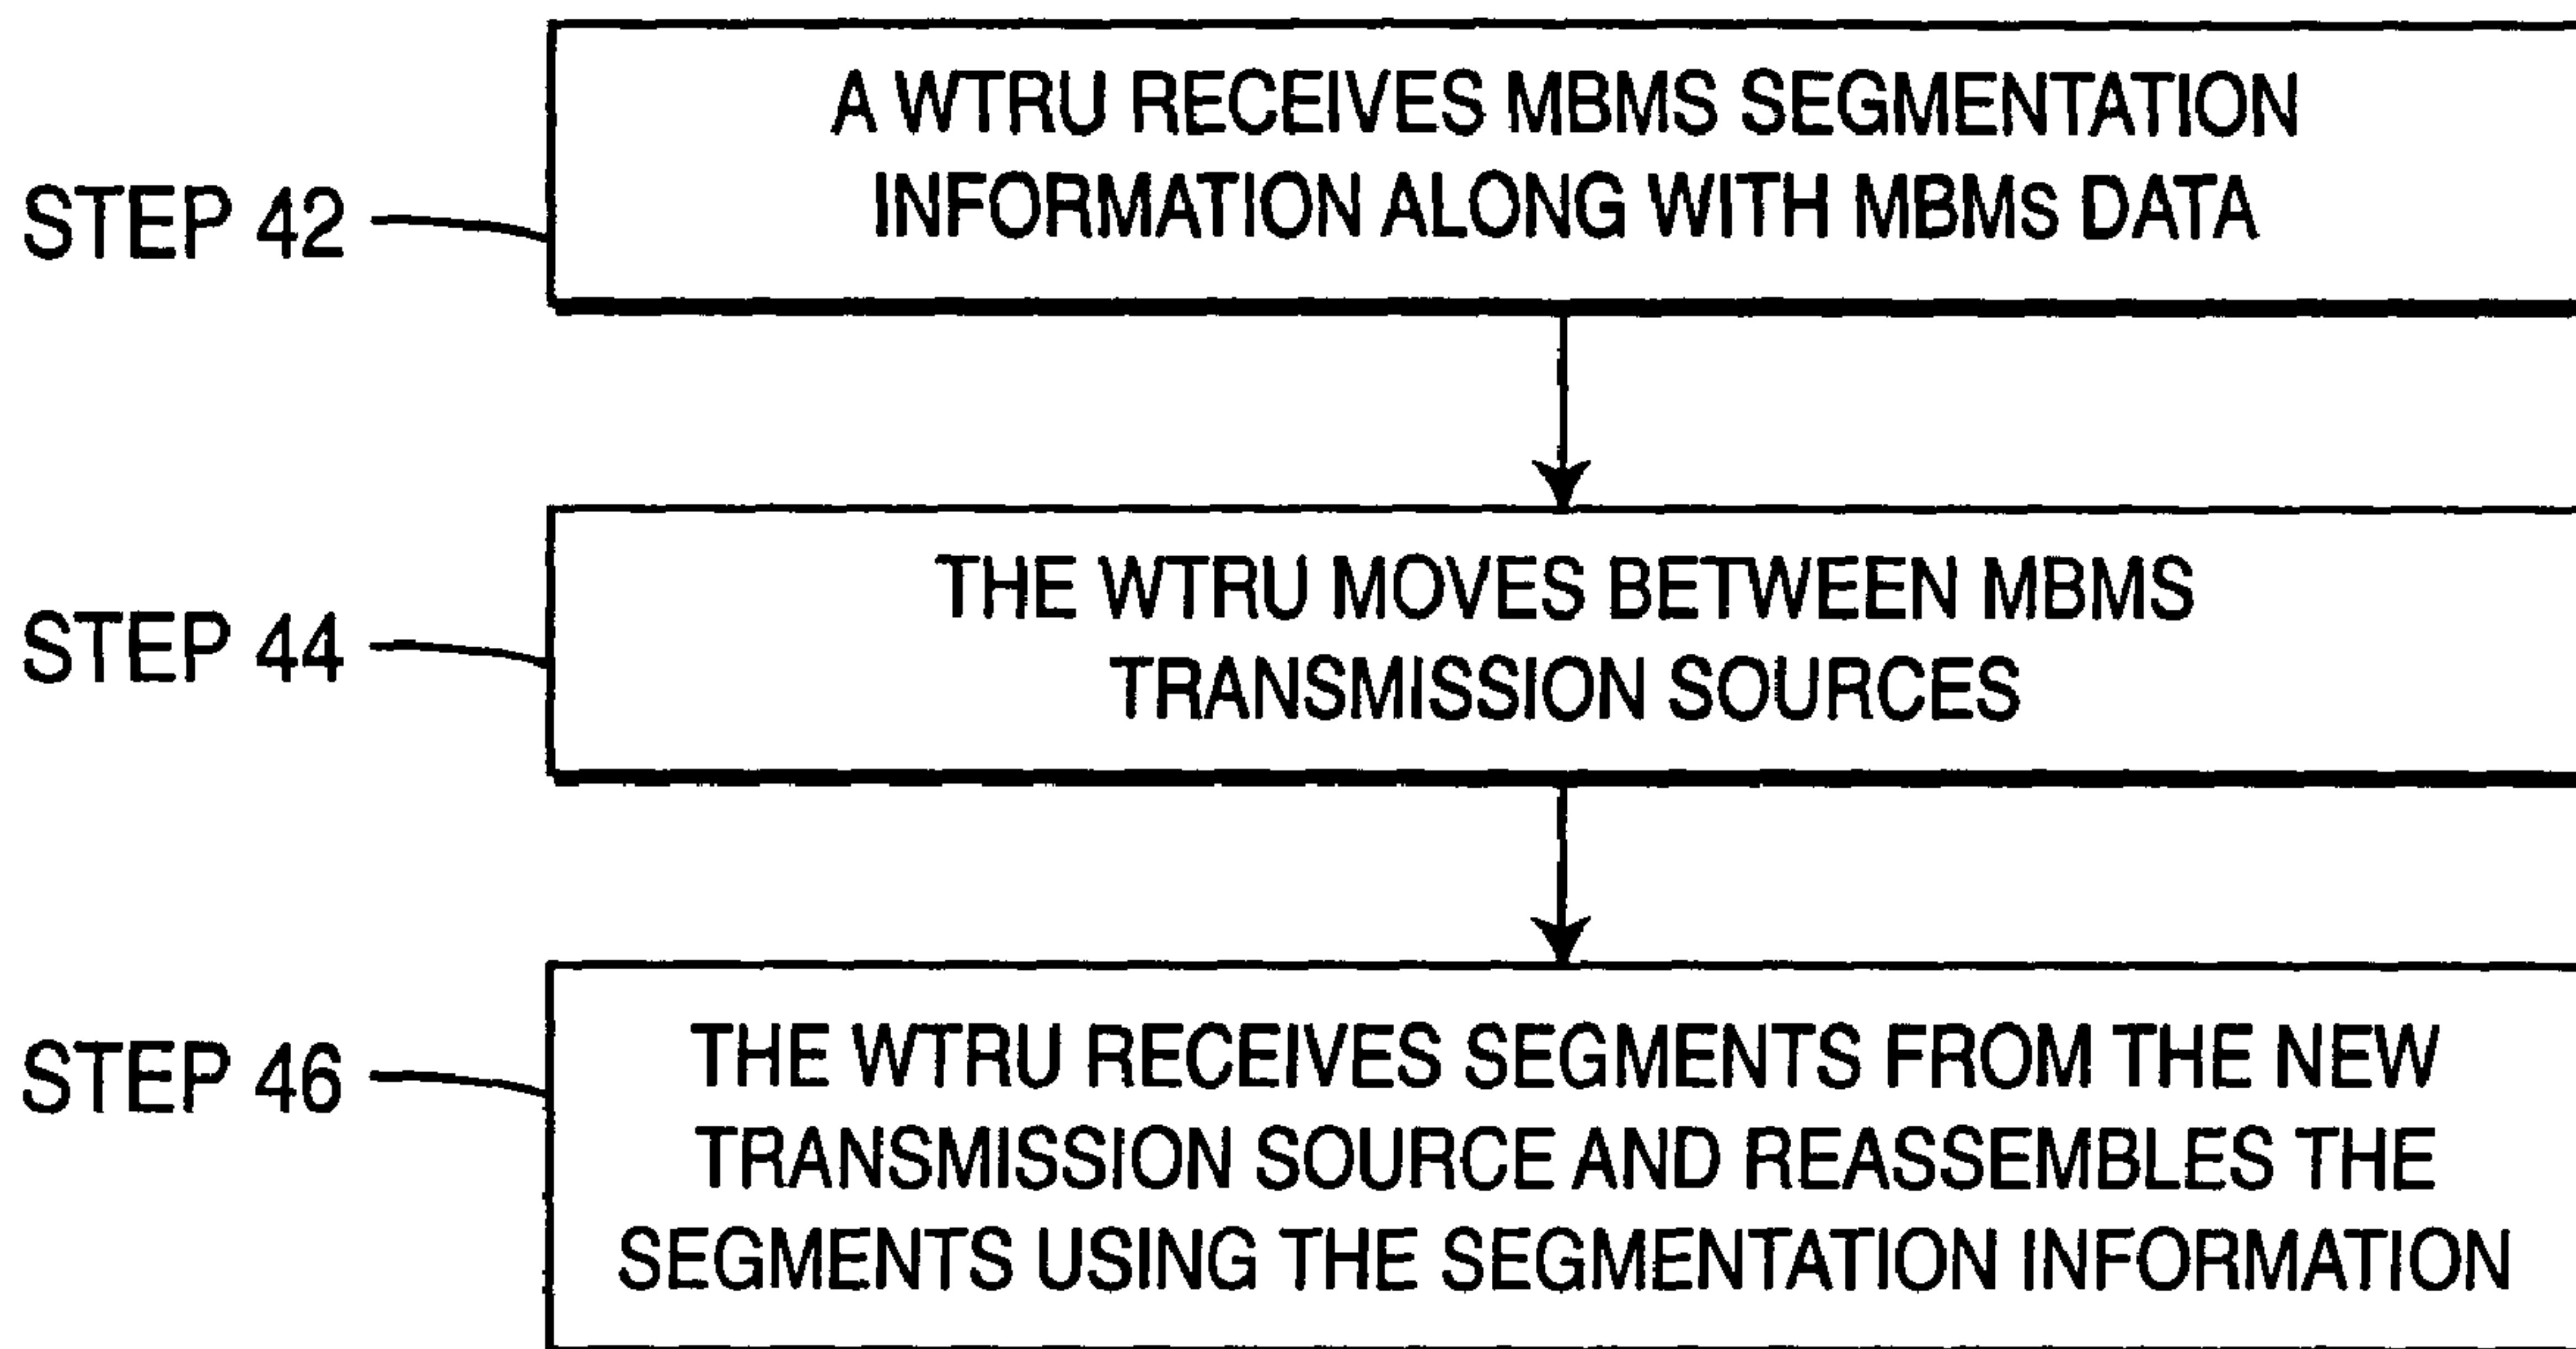 A WTRU RECEIVES MBMS SEGMENTATION
INFORMATION ALONG WITH MBMs DATA
STEP 42
THE WTRU MOVES BETWEEN MBMS
TRANSMISSION SOURCES
STEP 44
THE WTRU RECEIVES SEGMENTS FROM THE NEW
TRANSMISSION SOURCE AND REASSEMBLES THE
SEGMENTS USING THE SEGMENTATION INFORMATION
STEP 46